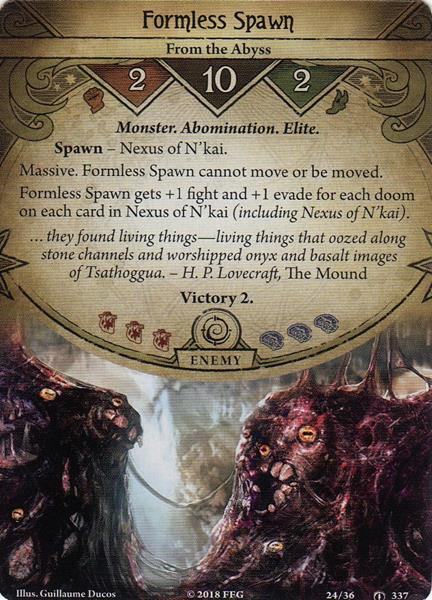 Formless Spawn
From the Abyss
2 10 2
Monster. Abomination. Elite.
Spawn – Nexus of N'kai.
Massive. Formless Spawn cannot move or be moved.
Formless Spawn gets +1 fight and +1 evade for each doom
on each card in Nexus of N'kai (including Nexus of N'kai).
... they found living things—living things that oozed along
stone channels and worshipped onyx and basalt images
of Tsathoggua. – H. P. Lovecraft, The Mound
Victory 2.
ENEMY
Illus. Guillaume Ducos © 2018 FFG 24/36 337